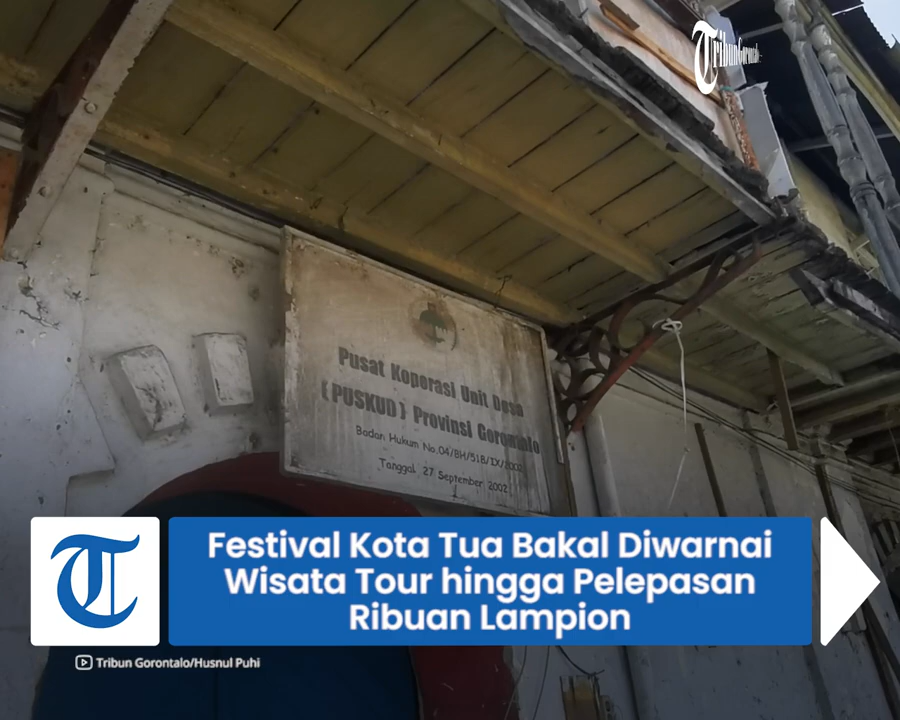 TribunGorontalo
Pusat Koperasi Unit Desa
( PUSKUD ) Provinsi Gorontalo
Badan Hukum No.04/BH/518/IX/2002
Tanggal 27 September 2002
Festival Kota Tua Bakal Diwarnai
Wisata Tour hingga Pelepasan
Ribuan Lampion
Tribun Gorontalo/Husnul Puhi